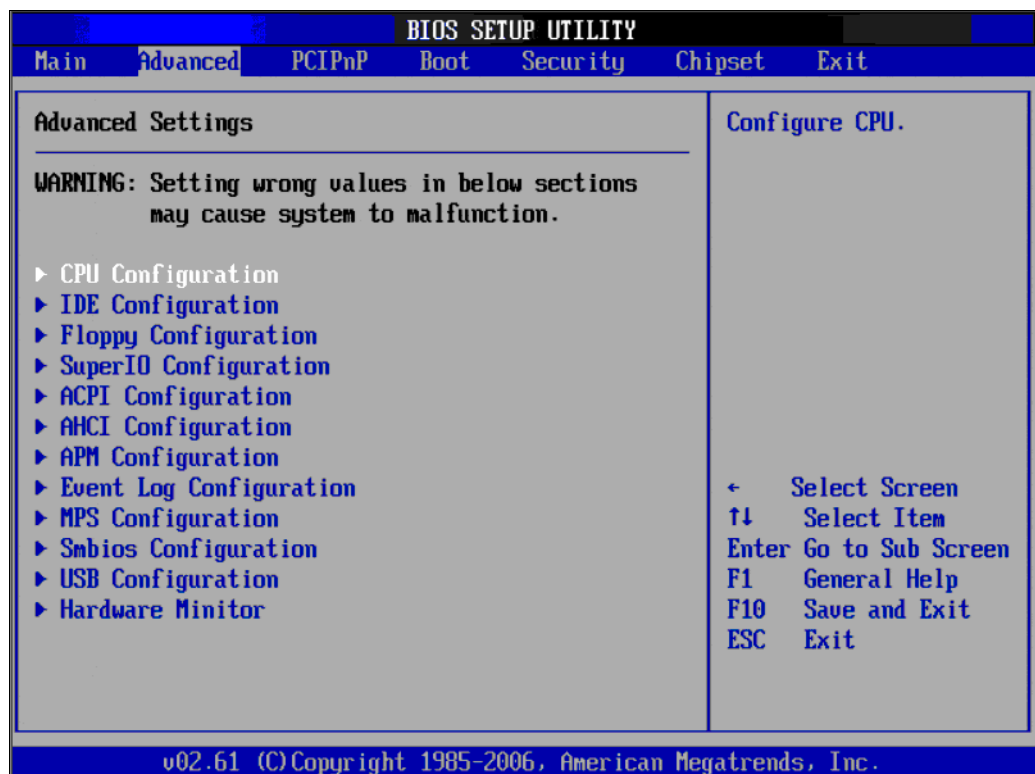 BIOS SETUP UTILITY
Main Advanced PCIPnP Boot Security Chipset Exit
Advanced Settings
WARNING: Setting wrong values in below sections
may cause system to malfunction.
▶ CPU Configuration
▶ IDE Configuration
▶ Floppy Configuration
▶ SuperIO Configuration
▶ ACPI Configuration
▶ AHCI Configuration
▶ APM Configuration
▶ Event Log Configuration
▶ MPS Configuration
▶ Smbios Configuration
▶ USB Configuration
▶ Hardware Minitor
Configure CPU.
← Select Screen
↑↓ Select Item
Enter Go to Sub Screen
F1 General Help
F10 Save and Exit
ESC Exit
v02.61 (C)Copyright 1985-2006, American Megatrends, Inc.